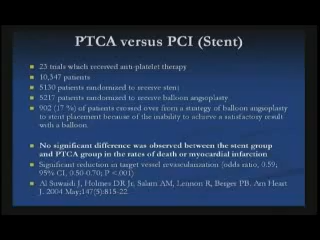 PTCA versus PCI (Stent)
23 trials which received anti-platelet therapy
10,347 patients
5130 patients randomized to receive stent
5217 patients randomized to receive balloon angioplasty
902 (17 %) of patients crossed over from a strategy of balloon angioplasty
to stent placement because of the inability to achieve a satisfactory result
with a balloon.
No significant difference was observed between the stent group
and PTCA group in the rates of death or myocardial infarction
Significant reduction in target vessel revascularization (odds ratio, 0.59,
95% CI, 0.50-0.70; P <.001)
Al Suwaidi J, Holmes DR Jr, Salam AM, Lennon R, Berger PB. Am Heart
J. 2004 May;147(5):815-22